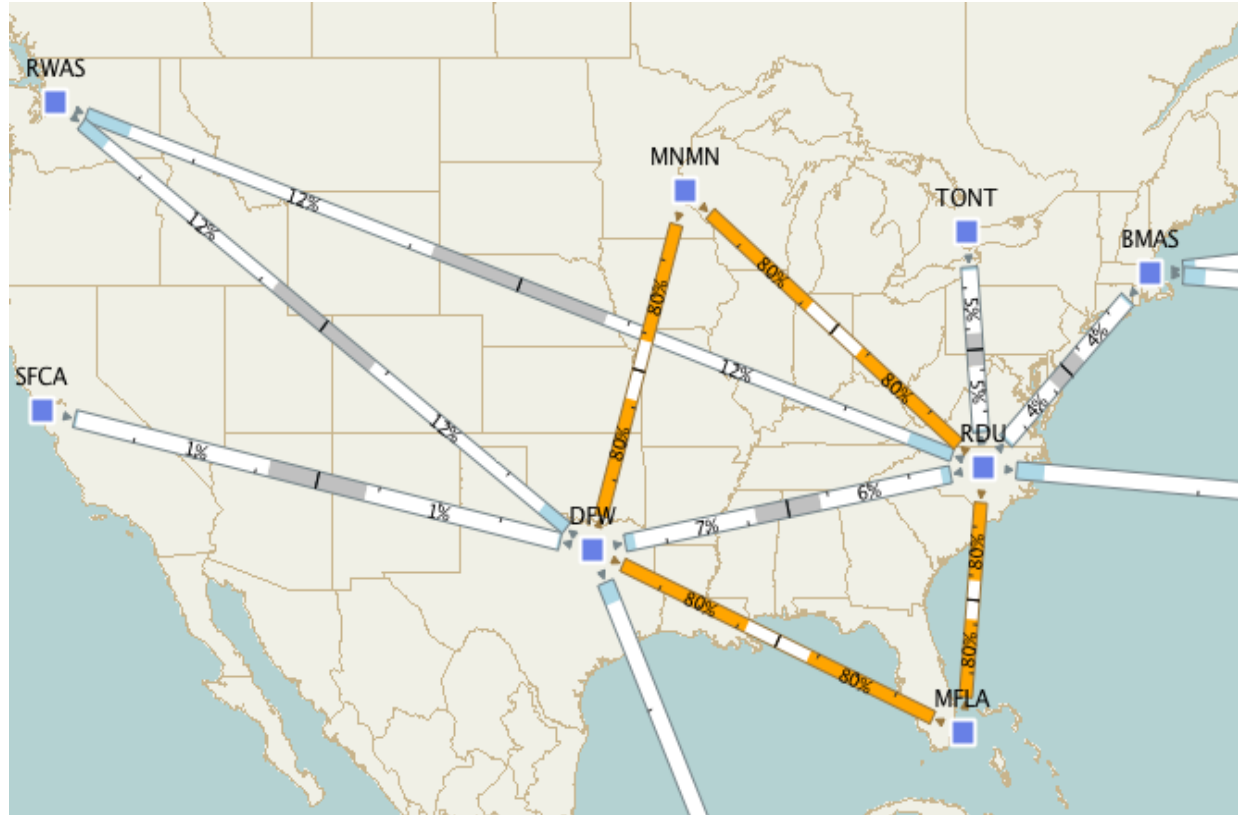 RWAS
MNMN
TONT
BMAS
12%
12%
80%
80%
5%
4%
SFCA
12%
80%
5%
4%
1%
12%
80%
RDU
1%
7%
6%
DFW
80%
80%
80%
80%
MFLA